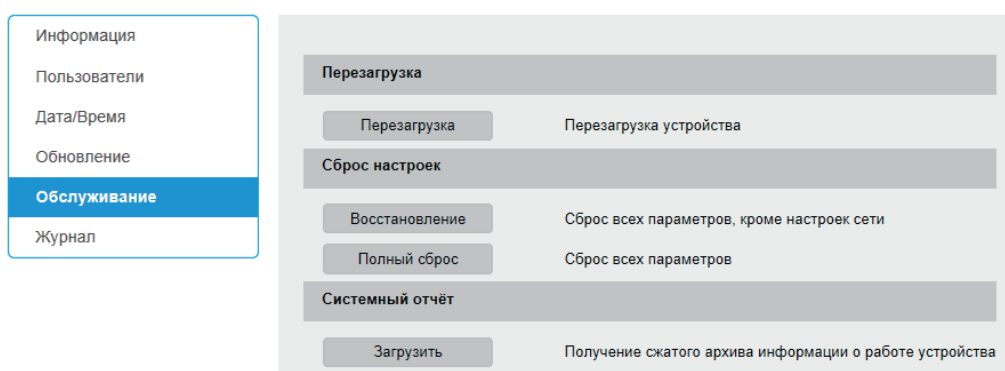 Информация
Пользователи
Дата/Время
Обновление
Обслуживание
Журнал
Перезагрузка
Перезагрузка Перезагрузка устройства
Сброс настроек
Восстановление Сброс всех параметров, кроме настроек сети
Полный сброс Сброс всех параметров
Системный отчёт
Загрузить Получение сжатого архива информации о работе устройства